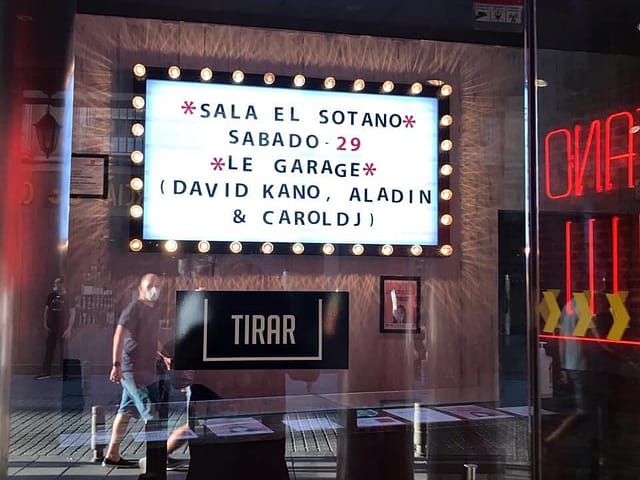 *SALA EL SOTANO*
SABADO-29
*LE GARAGE*
(DAVID KANO, ALADIN
& CAROLDJ)
TIRAR